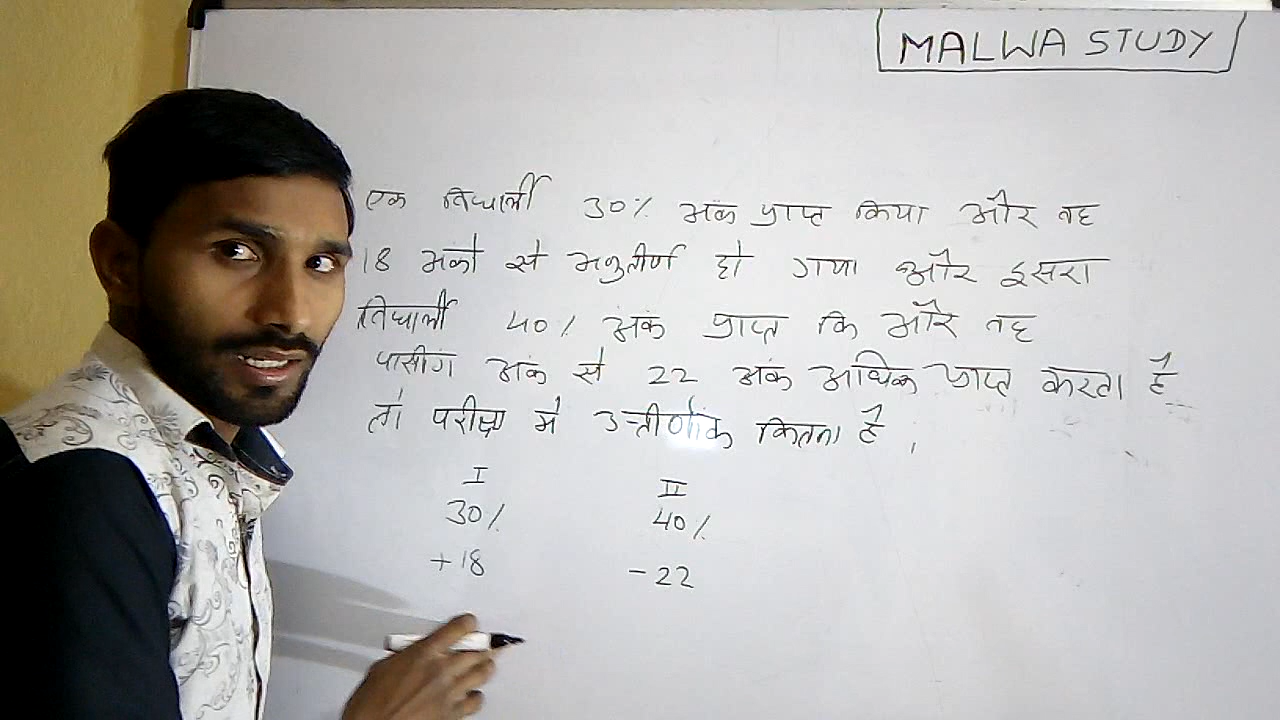 MALWA STUDY
एक विधार्थी 30% अंक प्राप्त किया और वह
18 अंको से अनुतीर्ण हो गया और दुसरा
विधार्थी 40% अंक प्राप्त कि और वह
पासींग अंक से 22 अंक अधिक प्राप्त करता है
तो परीक्षा मे उत्तीर्णांक कितना है ,
I II
30% 40%
+18 -22